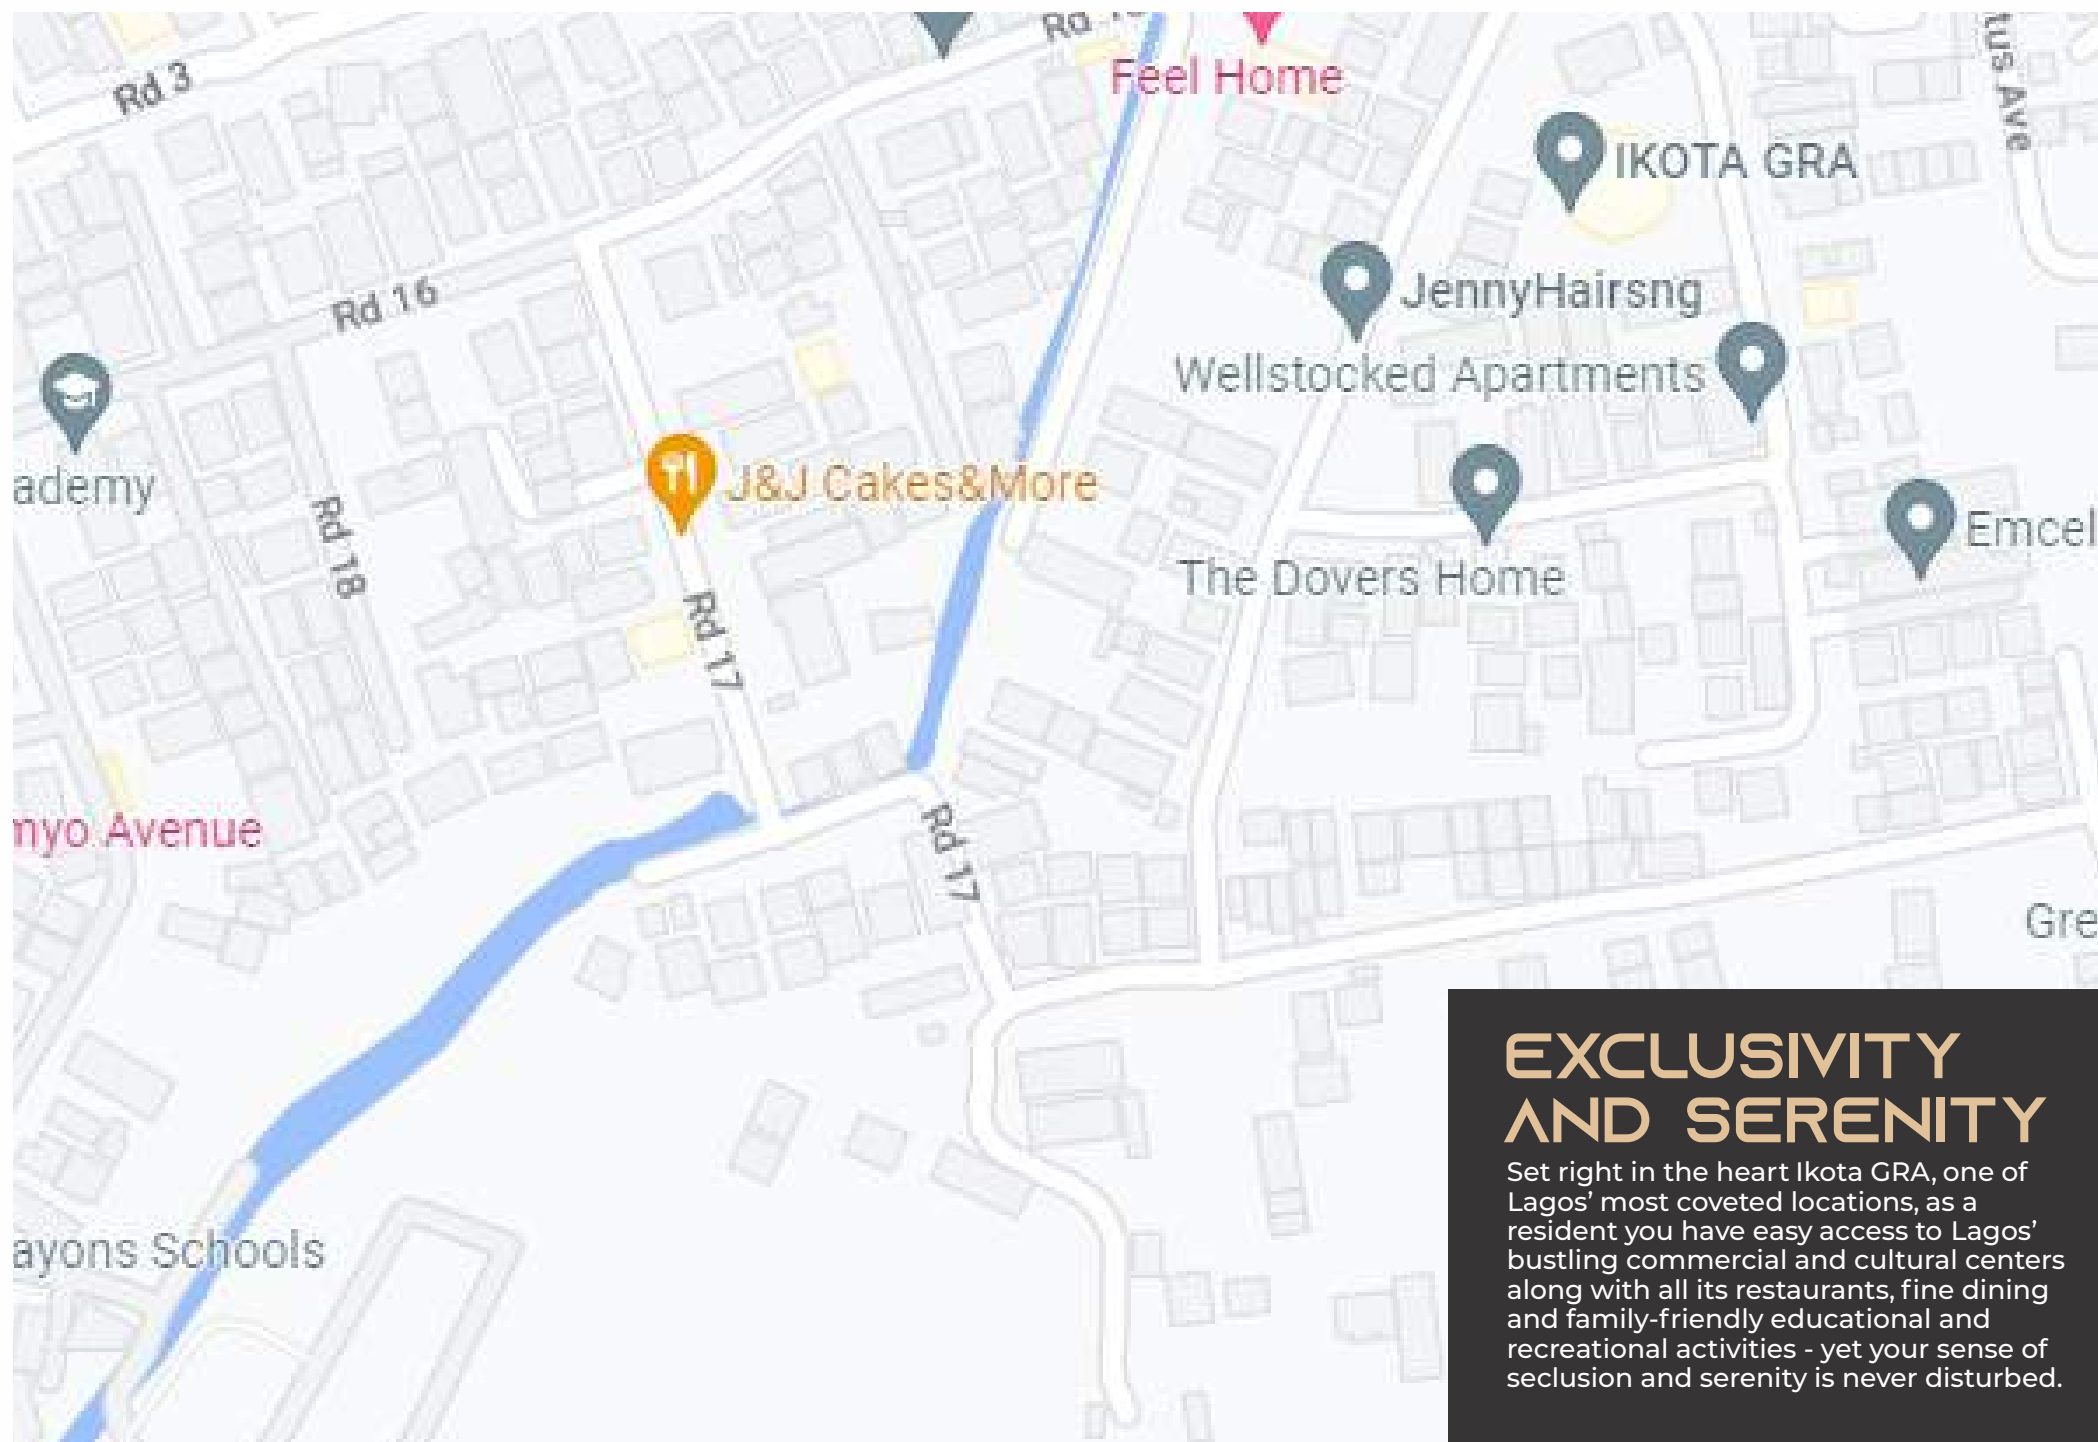 Rd
Rd 3
Feel Home
tus Ave
IKOTA GRA
Rd 16
JennyHairsng
Wellstocked Apartments
ademy
J&J Cakes&More
Rd 18
The Dovers Home
Emcel
Rd 17
myo Avenue
Rd 17
Gre
EXCLUSIVITY
AND SERENITY
Set right in the heart Ikota GRA, one of
Lagos’ most coveted locations, as a
resident you have easy access to Lagos’
bustling commercial and cultural centers
along with all its restaurants, fine dining
and family-friendly educational and
recreational activities - yet your sense of
seclusion and serenity is never disturbed.
ayons Schools